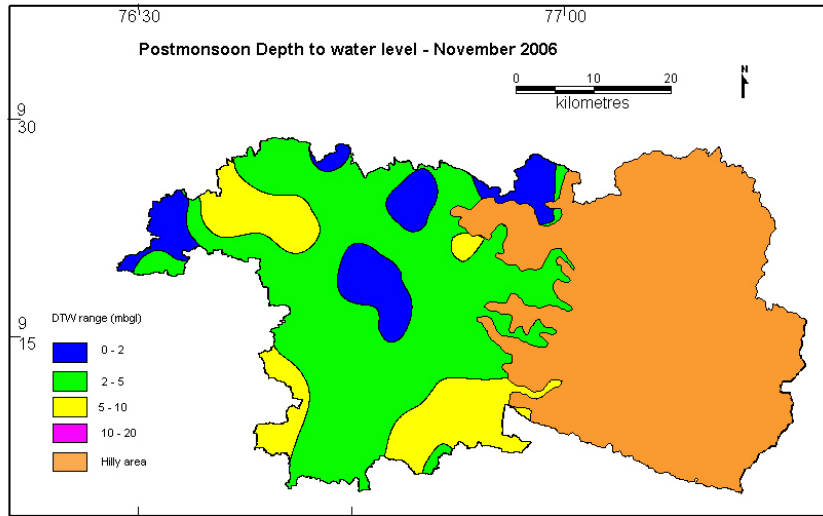 76'30
77'00
Postmonsoon Depth to water level - November 2006
N
0 10 20
kilometres
9
30
DTW range (mbgl)
9
15
0 - 2
2 - 5
5 - 10
10 - 20
Hilly area